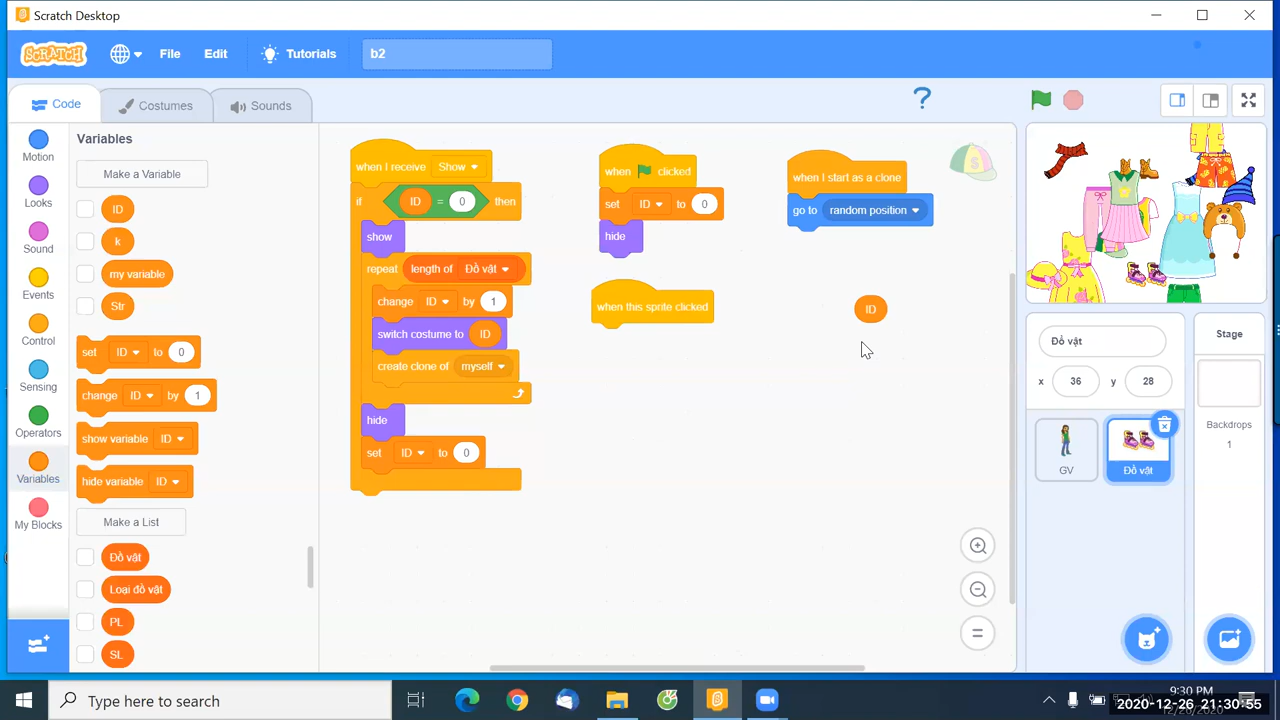 Scratch Desktop
SCRATCH
File
Edit
Tutorials
b2
Code
Costumes
Sounds
?
Motion
Looks
Sound
Events
Control
Sensing
Operators
Variables
My Blocks
Variables
Make a Variable
ID
k
my variable
Str
set ID to 0
change ID by 1
show variable ID
hide variable ID
Make a List
Đồ vật
Loại đồ vật
PL
SL
when I receive Show
if ID = 0 then
show
repeat length of Đồ vật
change ID by 1
switch costume to ID
create clone of myself
hide
set ID to 0
when clicked
set ID to 0
hide
when this sprite clicked
when I start as a clone
go to random position
ID
S
Đồ vật
x 36 y 28
GV
Đồ vật
Stage
Backdrops
1
Type here to search
9:30 PM
2020-12-26 21:30:55